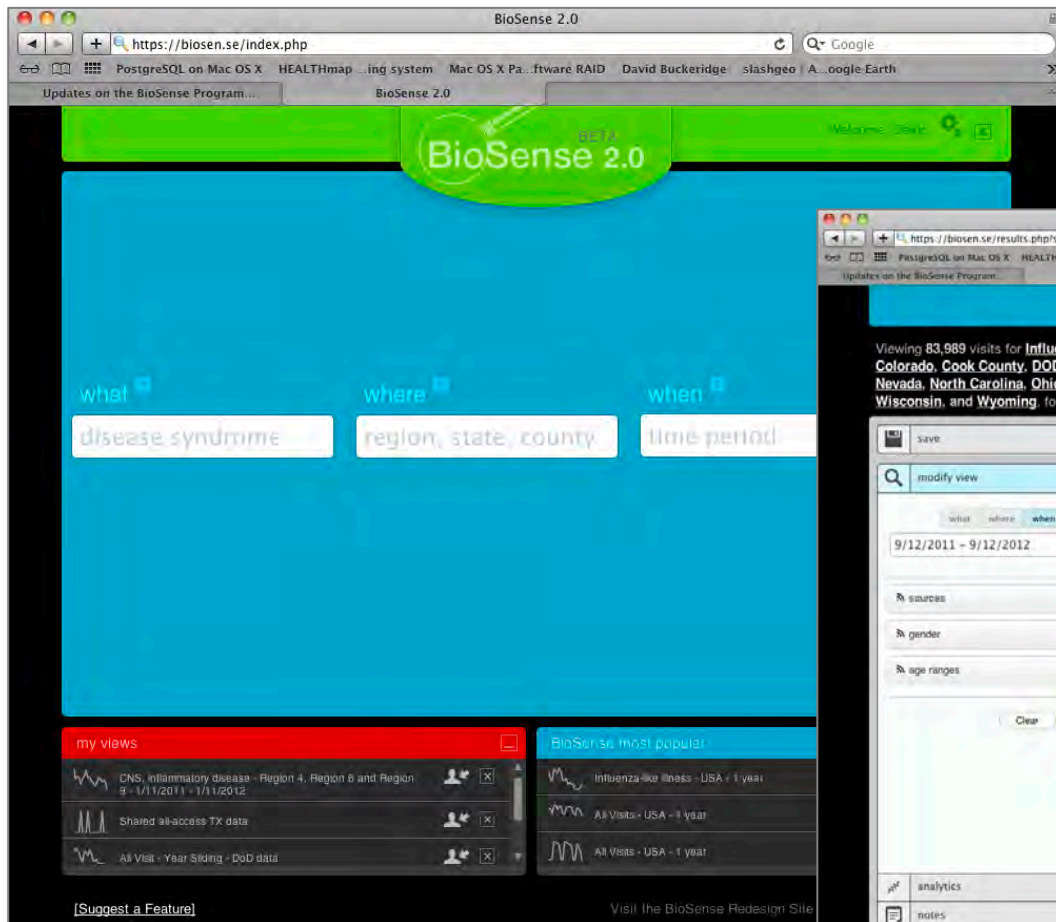 BioSense 2.0
https://biosen.se/index.php
Google
PostgreSQL on Mac OS X HEALTHmap ...ing system Mac OS X Pa...ftware RAID David Buckeridge slashgeo | A...oogle Earth
Updates on the BioSense Program... BioSense 2.0
BETA
BioSense 2.0
Welcome,
what where when
disease syndrome region, state, county time period
my views
CNS, Inflammatory disease - Region 4, Region 6 and Region
9 - 1/11/2011 - 1/11/2012
Shared all-access TX data
All Visit - Year Sliding - DoD data
BioSense most popular
Influenza-like Illness - USA - 1 year
All Visits - USA - 1 year
All Visits - USA - 1 year
[Suggest a Feature] Visit the BioSense Redesign Site
https://biosen.se/results.php?s
PostgreSQL on Mac OS X HEALTH
Updates on the BioSense Program...
Viewing 83,989 visits for Influe
Colorado, Cook County, DOD
Nevada, North Carolina, Ohio
Wisconsin, and Wyoming, fo
save
modify view
what where when
9/12/2011 - 9/12/2012
sources
gender
age ranges
Clear
analytics
notes